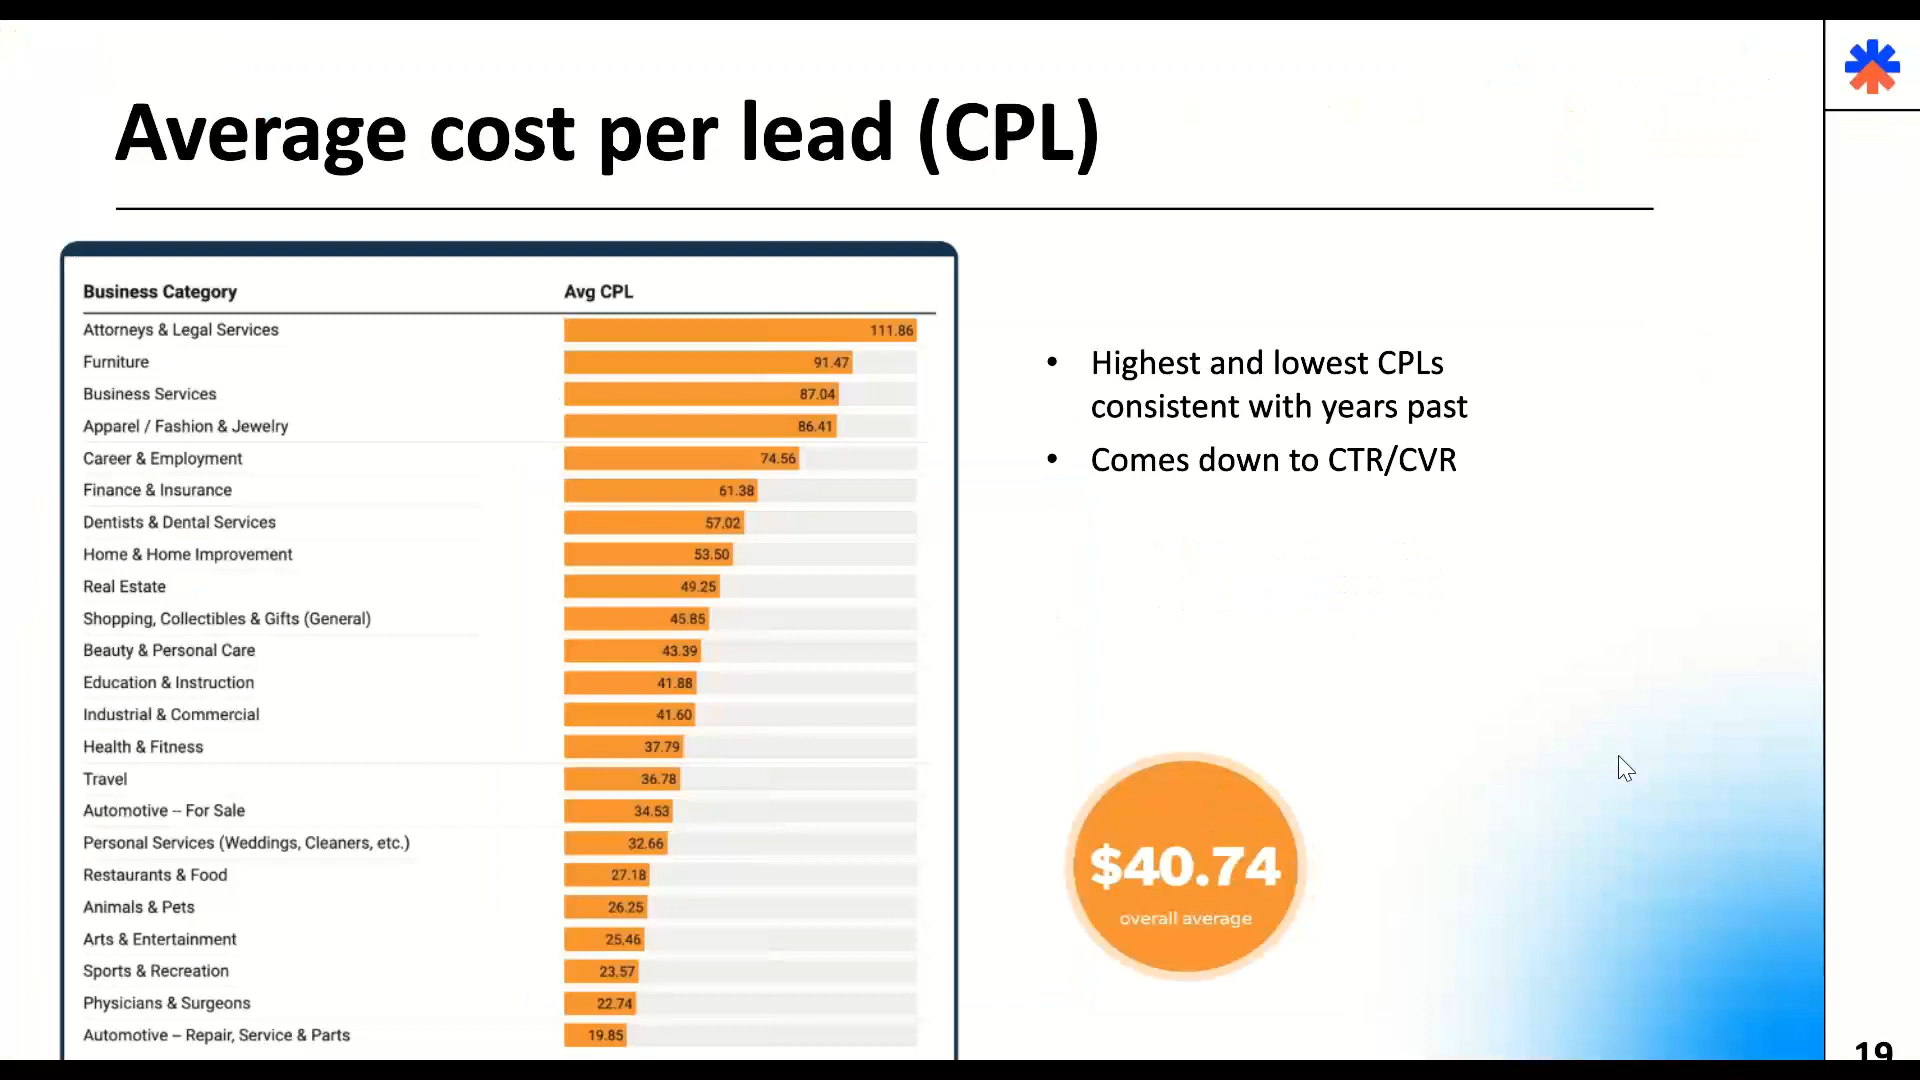 Average cost per lead (CPL)
Business Category Avg CPL
Attorneys & Legal Services 111.86
Furniture 91.47
Business Services 87.04
Apparel / Fashion & Jewelry 86.41
Career & Employment 74.56
Finance & Insurance 61.38
Dentists & Dental Services 57.02
Home & Home Improvement 53.50
Real Estate 49.25
Shopping, Collectibles & Gifts (General) 45.85
Beauty & Personal Care 43.39
Education & Instruction 41.88
Industrial & Commercial 41.60
Health & Fitness 37.79
Travel 36.78
Automotive – For Sale 34.53
Personal Services (Weddings, Cleaners, etc.) 32.66
Restaurants & Food 27.18
Animals & Pets 26.25
Arts & Entertainment 25.46
Sports & Recreation 23.57
Physicians & Surgeons 22.74
Automotive – Repair, Service & Parts 19.85
• Highest and lowest CPLs
consistent with years past
• Comes down to CTR/CVR
$40.74
overall average
19